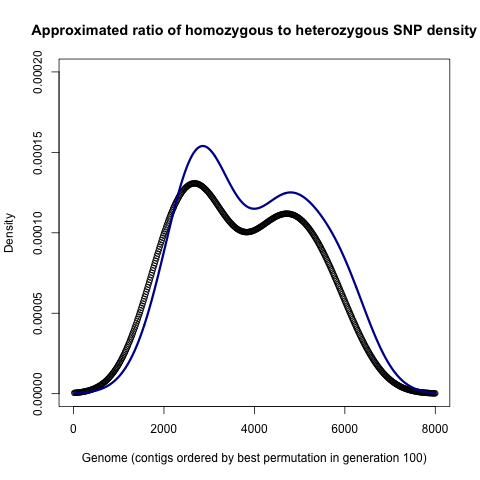 Approximated ratio of homozygous to heterozygous SNP density
0.00020
0.00015
0.00010
0.00005
0.00000
Density
0 2000 4000 6000 8000
Genome (contigs ordered by best permutation in generation 100)